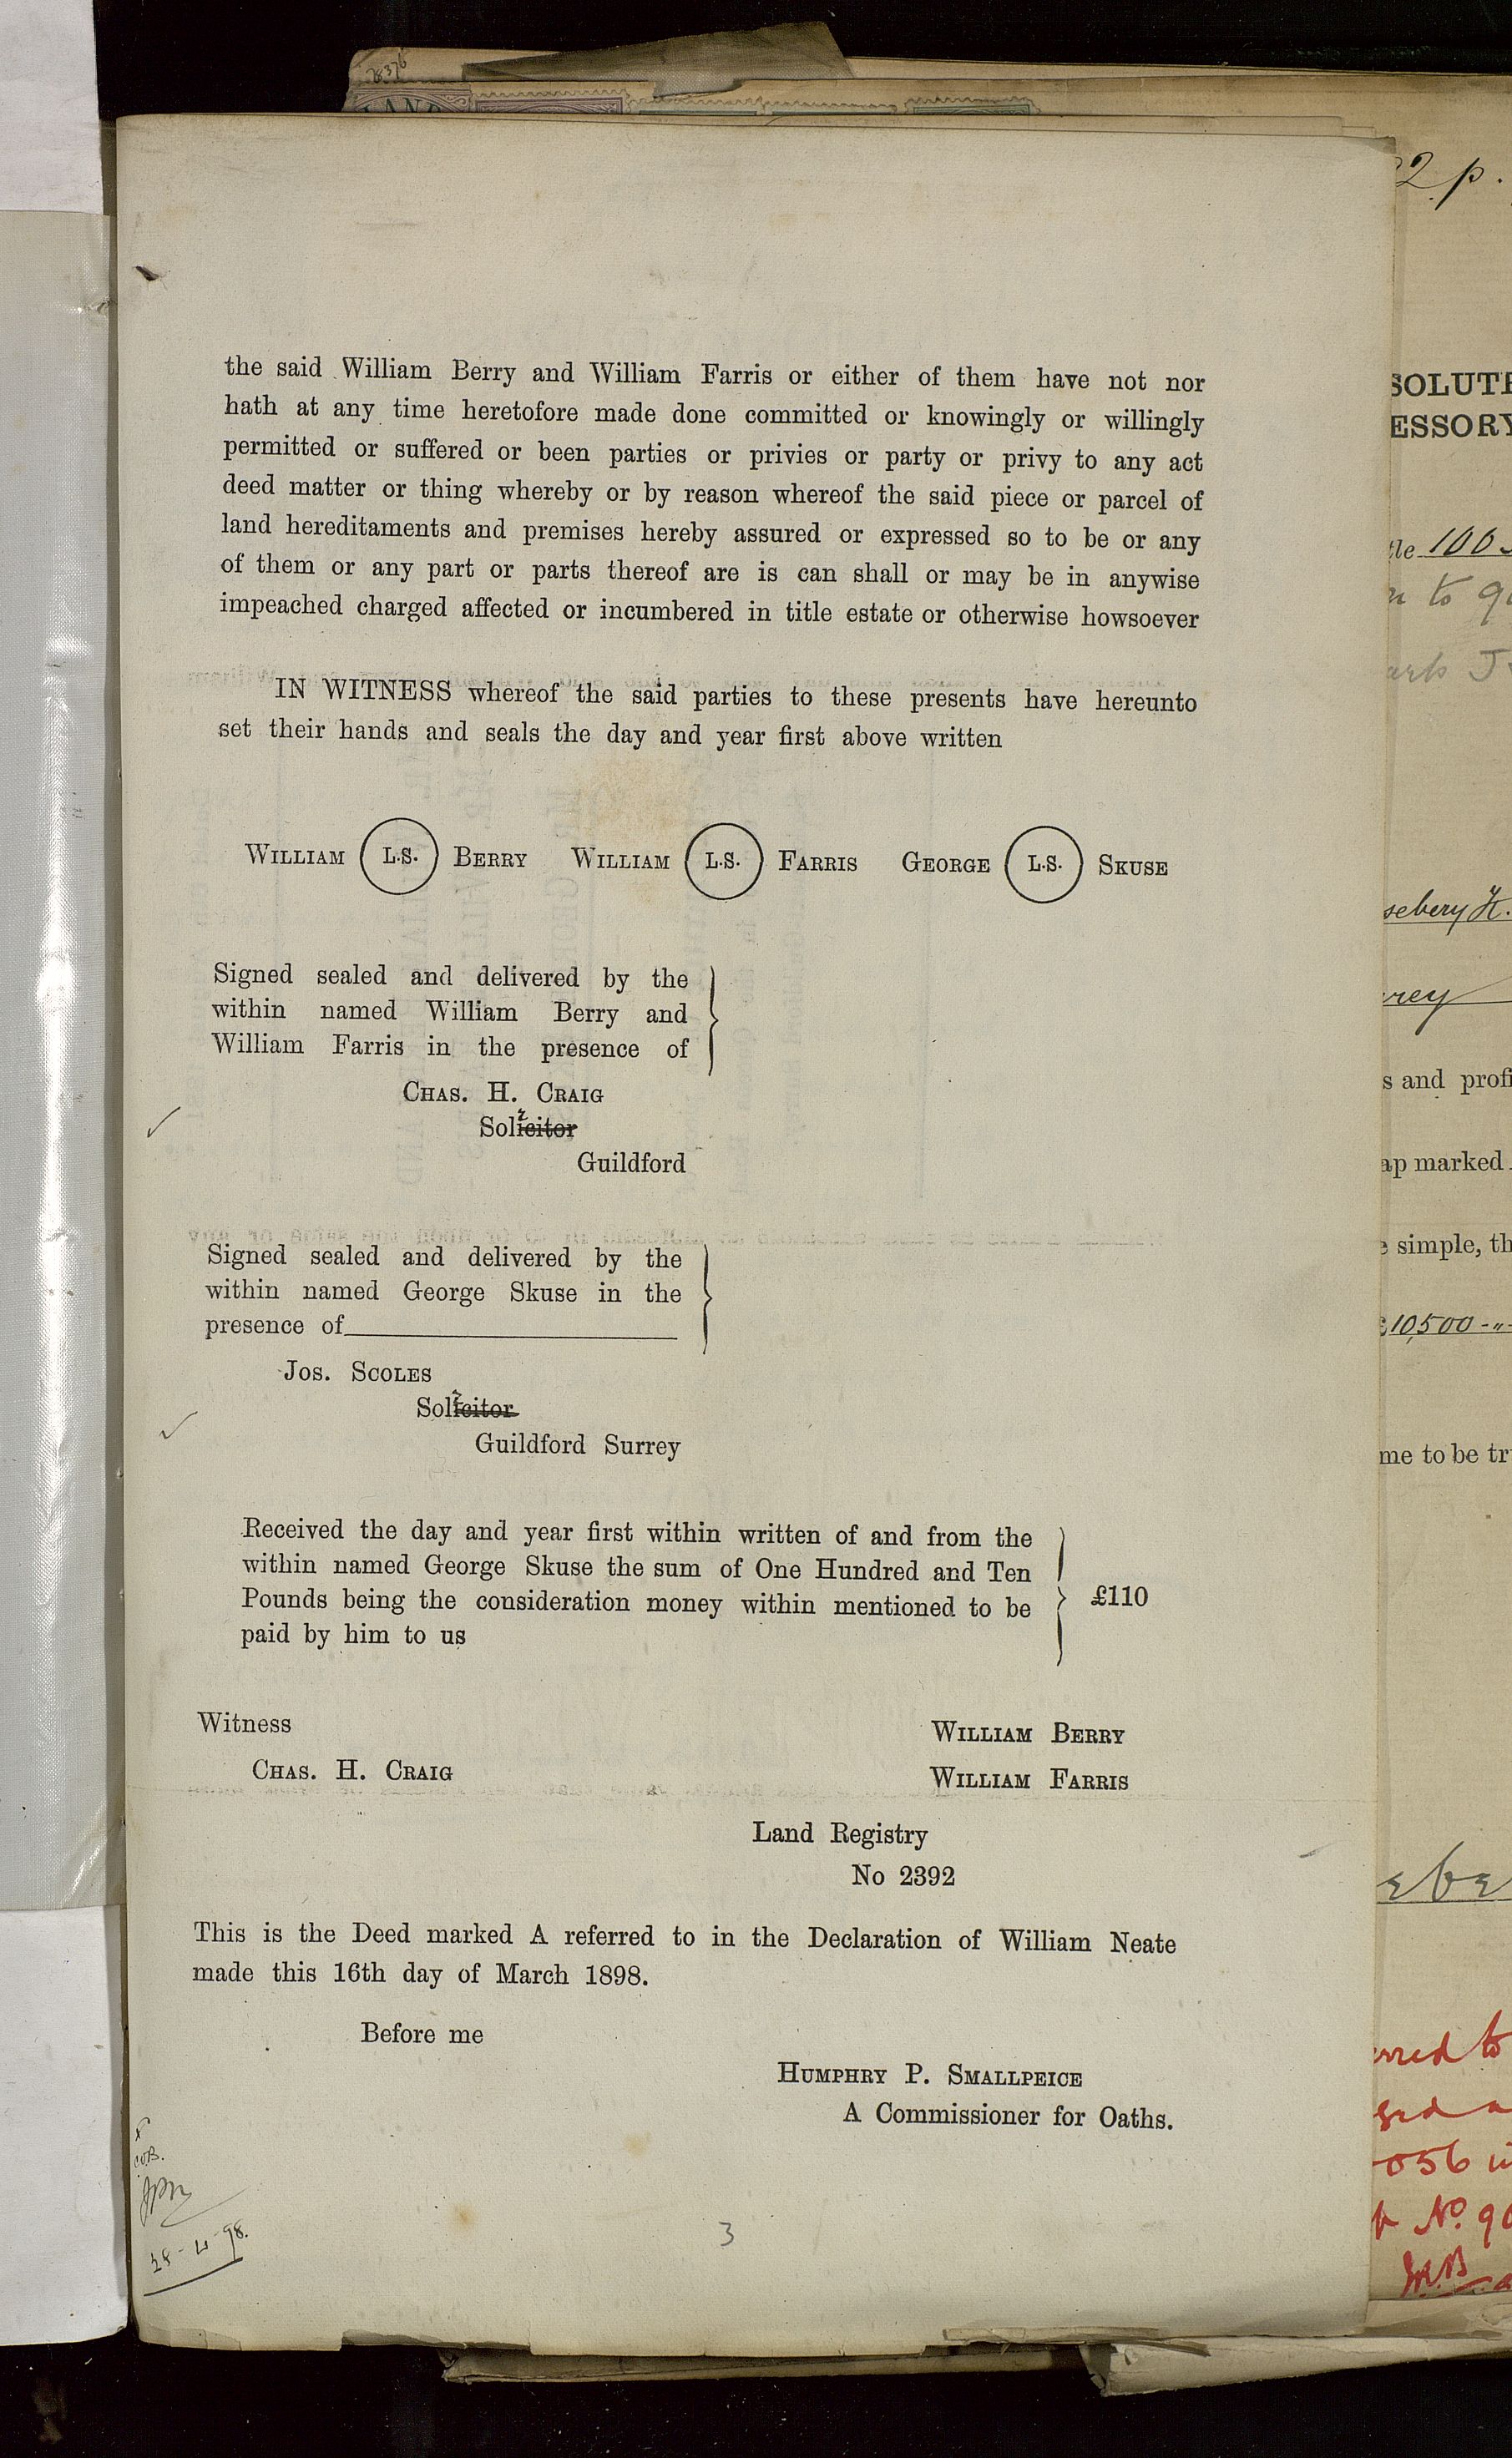 the said William Berry and William Farris or either of them have not nor
hath at any time heretofore made done committed or knowingly or willingly
permitted or suffered or been parties or privies or party or privy to any act
deed matter or thing whereby or by reason whereof the said piece or parcel of
land hereditaments and premises hereby assured or expressed so to be or any
of them or any part or parts thereof are is can shall or may be in anywise
impeached charged affected or incumbered in title estate or otherwise howsoever
IN WITNESS whereof the said parties to these presents have hereunto
set their hands and seals the day and year first above written
WILLIAM L.S. BERRY WILLIAM L.S. FARRIS GEORGE L.S. SKUSE
Signed sealed and delivered by the
within named William Berry and
William Farris in the presence of
CHAS. H. CRAIG
Solicitor
Guildford
Signed sealed and delivered by the
within named George Skuse in the
presence of
JOS. SCOLES
Solicitor
Guildford Surrey
Received the day and year first within written of and from the
within named George Skuse the sum of One Hundred and Ten
Pounds being the consideration money within mentioned to be
paid by him to us
£110
Witness
CHAS. H. CRAIG
WILLIAM BERRY
WILLIAM FARRIS
Land Registry
No 2392
This is the Deed marked A referred to in the Declaration of William Neate
made this 16th day of March 1898.
Before me
HUMPHRY P. SMALLPEICE
A Commissioner for Oaths.
28-4-98.
3
2 p.
SOLUTE
ESSORY
tle 100
to
sebery
rey
s and profi
ap marked
simple, th
£10,500
me to be tr
rred to
056
No. 90